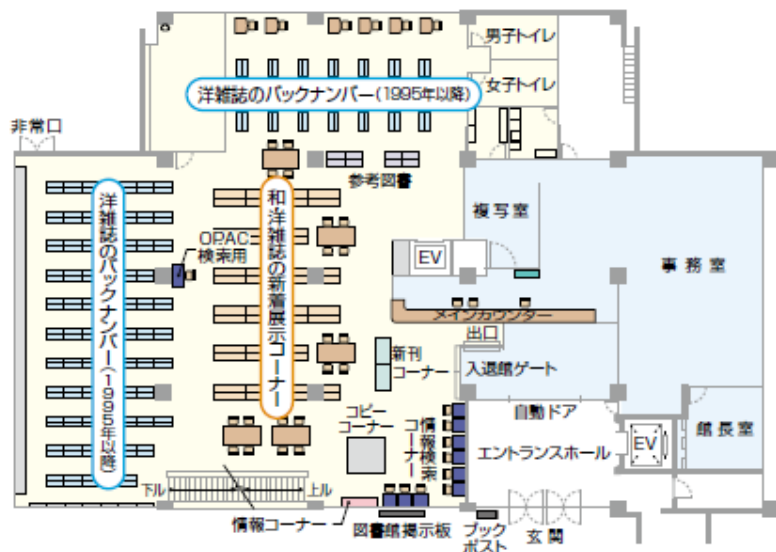 男子トイレ
女子トイレ
洋雑誌のバックナンバー(1995年以降)
非常口
参考図書
洋雑誌のバックナンバー(1995年以降)
OPAC
検索用
和・洋雑誌の新着展示コーナー
複写室
EV
事務室
メインカウンター
出口
新刊
コーナー
入退館ゲート
自動ドア
館長室
コピー
コーナー
情報検索
コーナー
エントランスホール
EV
下ル
上ル
情報コーナー
図書館掲示板
ブック
ポスト
玄関